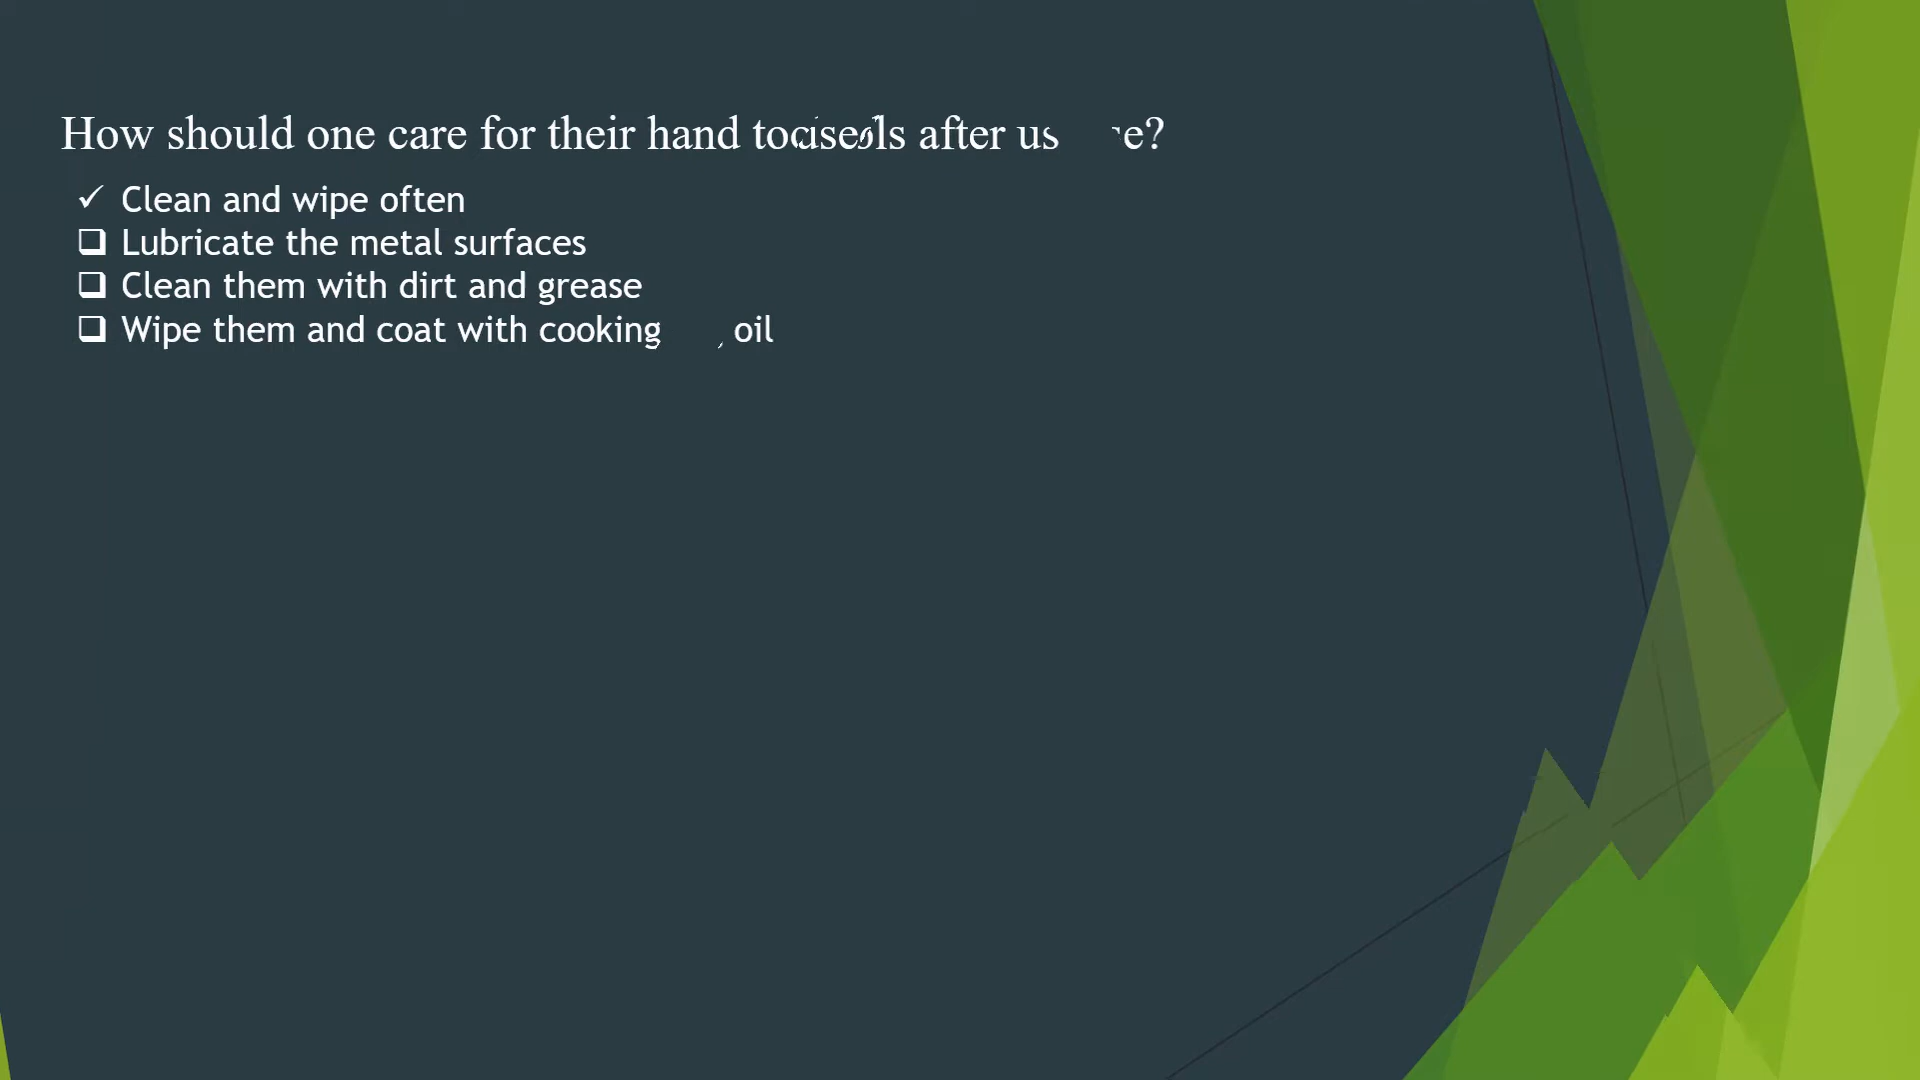 How should one care for their hand after
✓ Clean and wipe often
❑ Lubricate the metal surfaces
❑ Clean them with dirt and grease
❑ Wipe them and coat with cooking oil